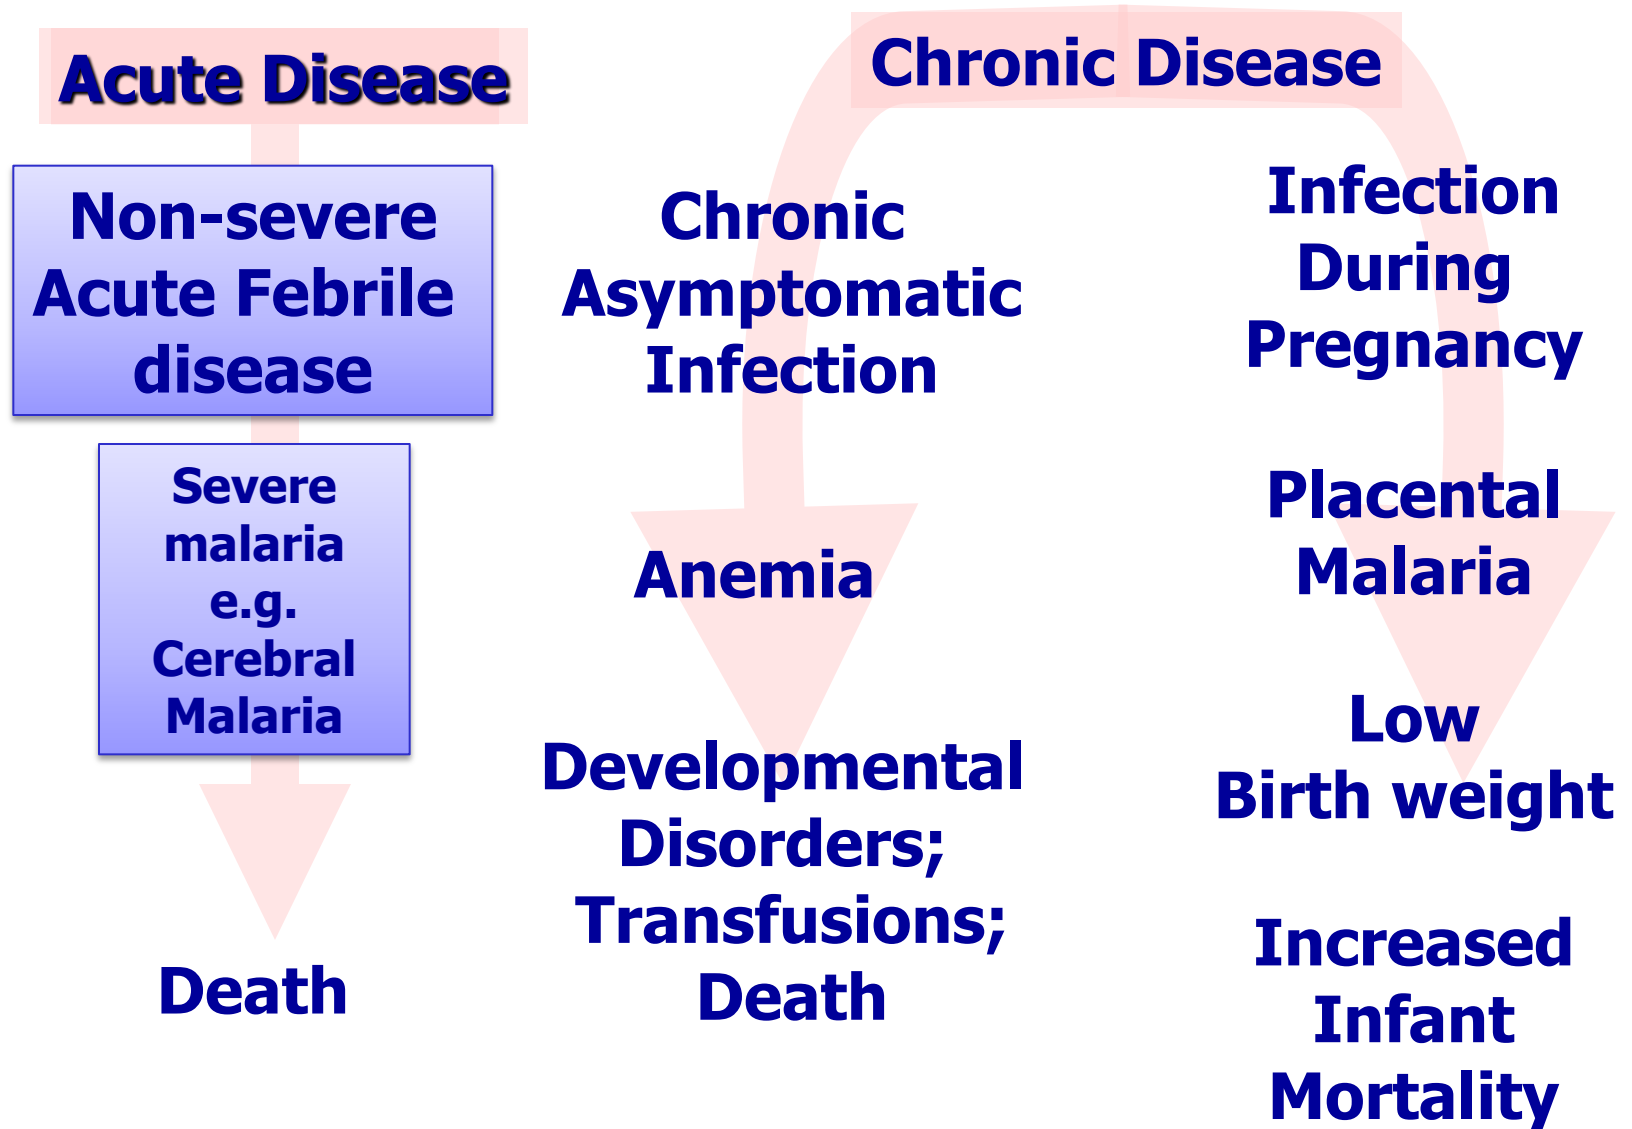 Acute Disease
Non-severe
Acute Febrile
disease
Severe
malaria
e.g.
Cerebral
Malaria
Death
Chronic Disease
Chronic
Asymptomatic
Infection
Anemia
Developmental
Disorders;
Transfusions;
Death
Infection
During
Pregnancy
Placental
Malaria
Low
Birth weight
Increased
Infant
Mortality